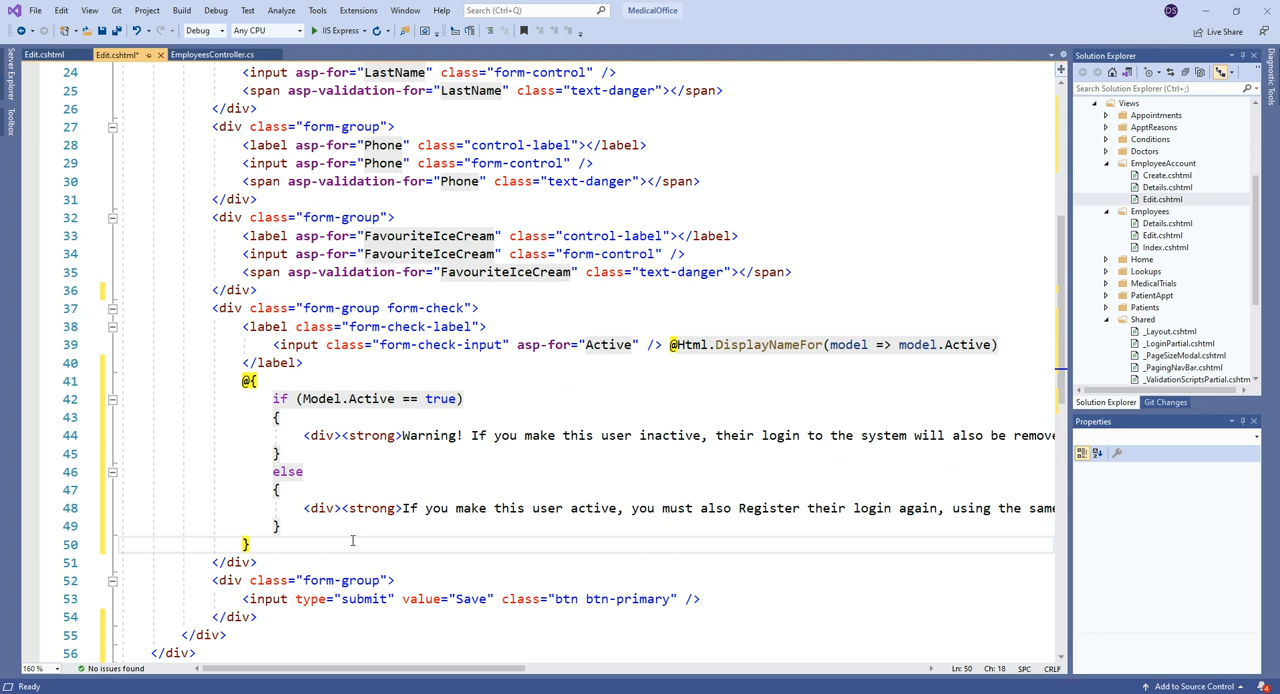 File Edit View Git Project Build Debug Test Analyze Tools Extensions Window Help Search (Ctrl+Q) MedicalOffice DS
Debug Any CPU IIS Express Live Share
Server Explorer
Toolbox
Edit.cshtml Edit.cshtml* EmployeesController.cs
24 <input asp-for="LastName" class="form-control" />
25 <span asp-validation-for="LastName" class="text-danger"></span>
26 </div>
27 <div class="form-group">
28 <label asp-for="Phone" class="control-label"></label>
29 <input asp-for="Phone" class="form-control" />
30 <span asp-validation-for="Phone" class="text-danger"></span>
31 </div>
32 <div class="form-group">
33 <label asp-for="FavouriteIceCream" class="control-label"></label>
34 <input asp-for="FavouriteIceCream" class="form-control" />
35 <span asp-validation-for="FavouriteIceCream" class="text-danger"></span>
36 </div>
37 <div class="form-group form-check">
38 <label class="form-check-label">
39 <input class="form-check-input" asp-for="Active" /> @Html.DisplayNameFor(model => model.Active)
40 </label>
41 @{
42 if (Model.Active == true)
43 {
44 <div><strong>Warning! If you make this user inactive, their login to the system will also be remove
45 }
46 else
47 {
48 <div><strong>If you make this user active, you must also Register their login again, using the same
49 }
50 }
51 </div>
52 <div class="form-group">
53 <input type="submit" value="Save" class="btn btn-primary" />
54 </div>
55 </div>
56 </div>
160 % No issues found Ln: 50 Ch: 18 SPC CRLF
Solution Explorer
Search Solution Explorer (Ctrl+;)
Views
Appointments
ApptReasons
Conditions
Doctors
EmployeeAccount
Create.cshtml
Details.cshtml
Edit.cshtml
Employees
Details.cshtml
Edit.cshtml
Index.cshtml
Home
Lookups
MedicalTrials
PatientAppt
Patients
Shared
_Layout.cshtml
_LoginPartial.cshtml
_PageSizeModal.cshtml
_PagingNavBar.cshtml
_ValidationScriptsPartial.cshtm
Solution Explorer Git Changes
Properties
Diagnostic Tools
Ready Add to Source Control 4